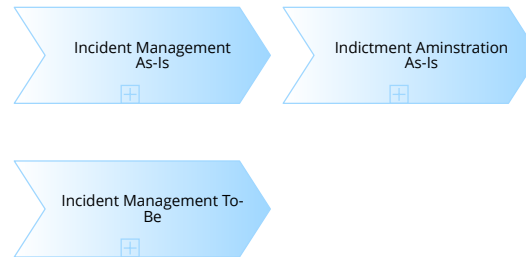 Incident Management
As-Is
Indictment Aminstration
As-Is
Incident Management To-
Be